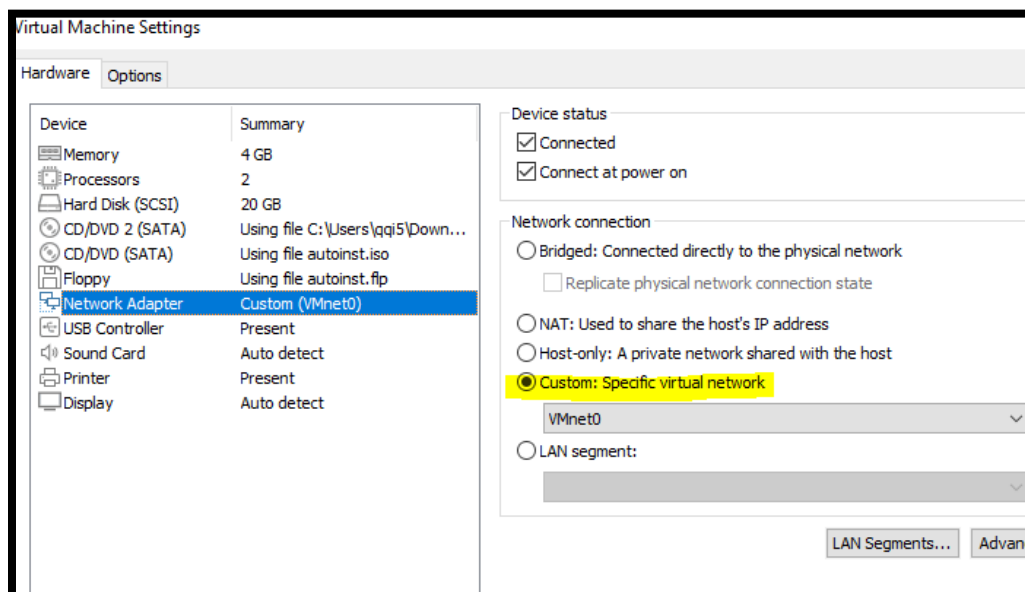 Virtual Machine Settings
Hardware Options
Device Summary
Memory 4 GB
Processors 2
Hard Disk (SCSI) 20 GB
CD/DVD 2 (SATA) Using file C:\Users\qqi5\Down...
CD/DVD (SATA) Using file autoinst.iso
Floppy Using file autoinst.flp
Network Adapter Custom (VMnet0)
USB Controller Present
Sound Card Auto detect
Printer Present
Display Auto detect
Device status
Connected
Connect at power on
Network connection
Bridged: Connected directly to the physical network
Replicate physical network connection state
NAT: Used to share the host's IP address
Host-only: A private network shared with the host
Custom: Specific virtual network
VMnet0
LAN segment:
LAN Segments... Advan